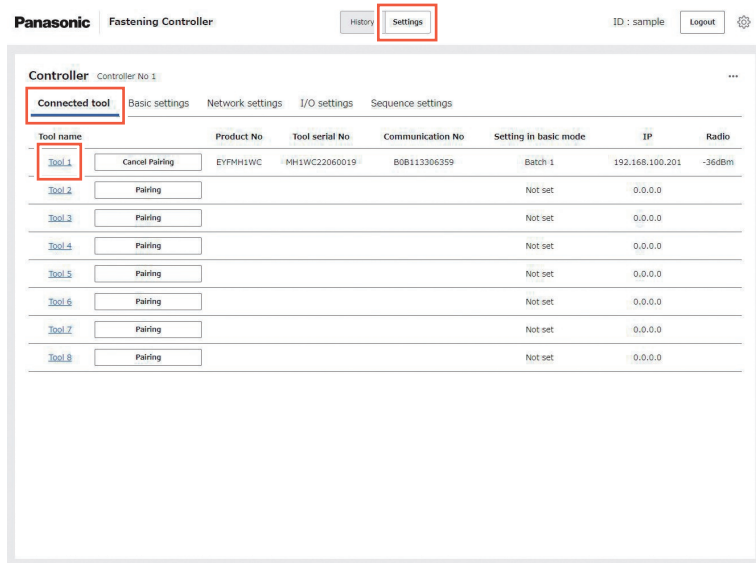 Panasonic Fastening Controller History Settings ID : sample Logout
Controller Controller No 1 ...
Connected tool Basic settings Network settings I/O settings Sequence settings
Tool name Product No Tool serial No Communication No Setting in basic mode IP Radio
Tool 1 Cancel Pairing EYFMH1WC MH1WC22060019 B0B113306359 Batch 1 192.168.100.201 -36dBm
Tool 2 Pairing Not set 0.0.0.0
Tool 3 Pairing Not set 0.0.0.0
Tool 4 Pairing Not set 0.0.0.0
Tool 5 Pairing Not set 0.0.0.0
Tool 6 Pairing Not set 0.0.0.0
Tool 7 Pairing Not set 0.0.0.0
Tool 8 Pairing Not set 0.0.0.0